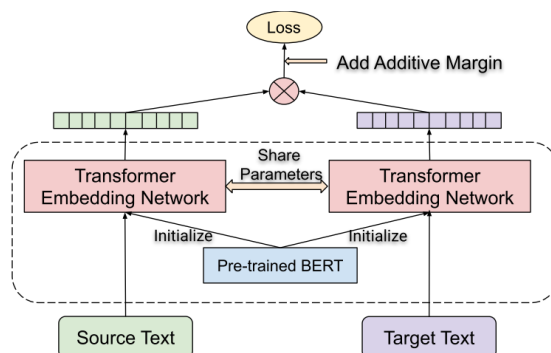 Loss
Add Additive Margin
Transformer
Embedding Network
Share
Parameters
Transformer
Embedding Network
Initialize
Initialize
Pre-trained BERT
Source Text
Target Text